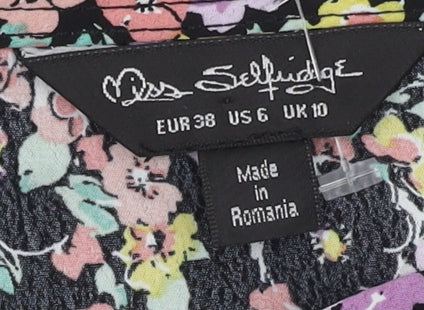 Miss Selfridge
EUR 38 US 6 UK 10
Made
in
Romania